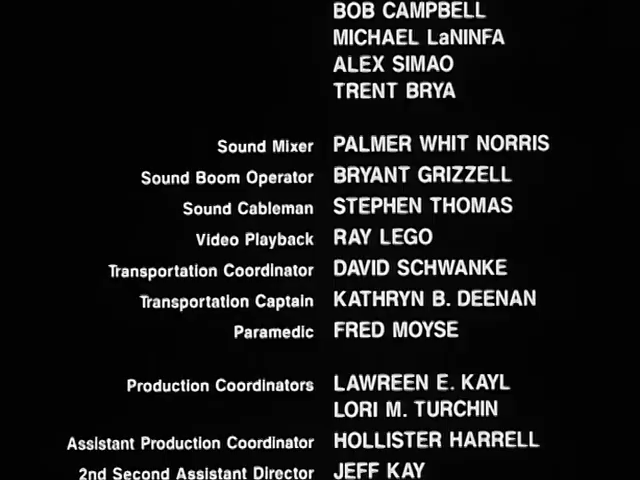 BOB CAMPBELL
MICHAEL LaNINFA
ALEX SIMAO
TRENT BRYA
Sound Mixer PALMER WHIT NORRIS
Sound Boom Operator BRYANT GRIZZELL
Sound Cableman STEPHEN THOMAS
Video Playback RAY LEGO
Transportation Coordinator DAVID SCHWANKE
Transportation Captain KATHRYN B. DEENAN
Paramedic FRED MOYSE
Production Coordinators LAWREEN E. KAYL
LORI M. TURCHIN
Assistant Production Coordinator HOLLISTER HARRELL
2nd Second Assistant Director JEFF KAY